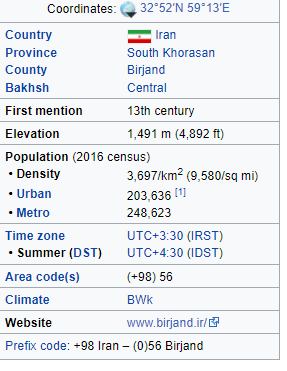 Coordinates: 32°52′N 59°13′E
Country Iran
Province South Khorasan
County Birjand
Bakhsh Central
First mention 13th century
Elevation 1,491 m (4,892 ft)
Population (2016 census)
• Density 3,697/km2 (9,580/sq mi)
• Urban 203,636 [1]
• Metro 248,623
Time zone UTC+3:30 (IRST)
• Summer (DST) UTC+4:30 (IDST)
Area code(s) (+98) 56
Climate BWk
Website www.birjand.ir/
Prefix code: +98 Iran – (0)56 Birjand